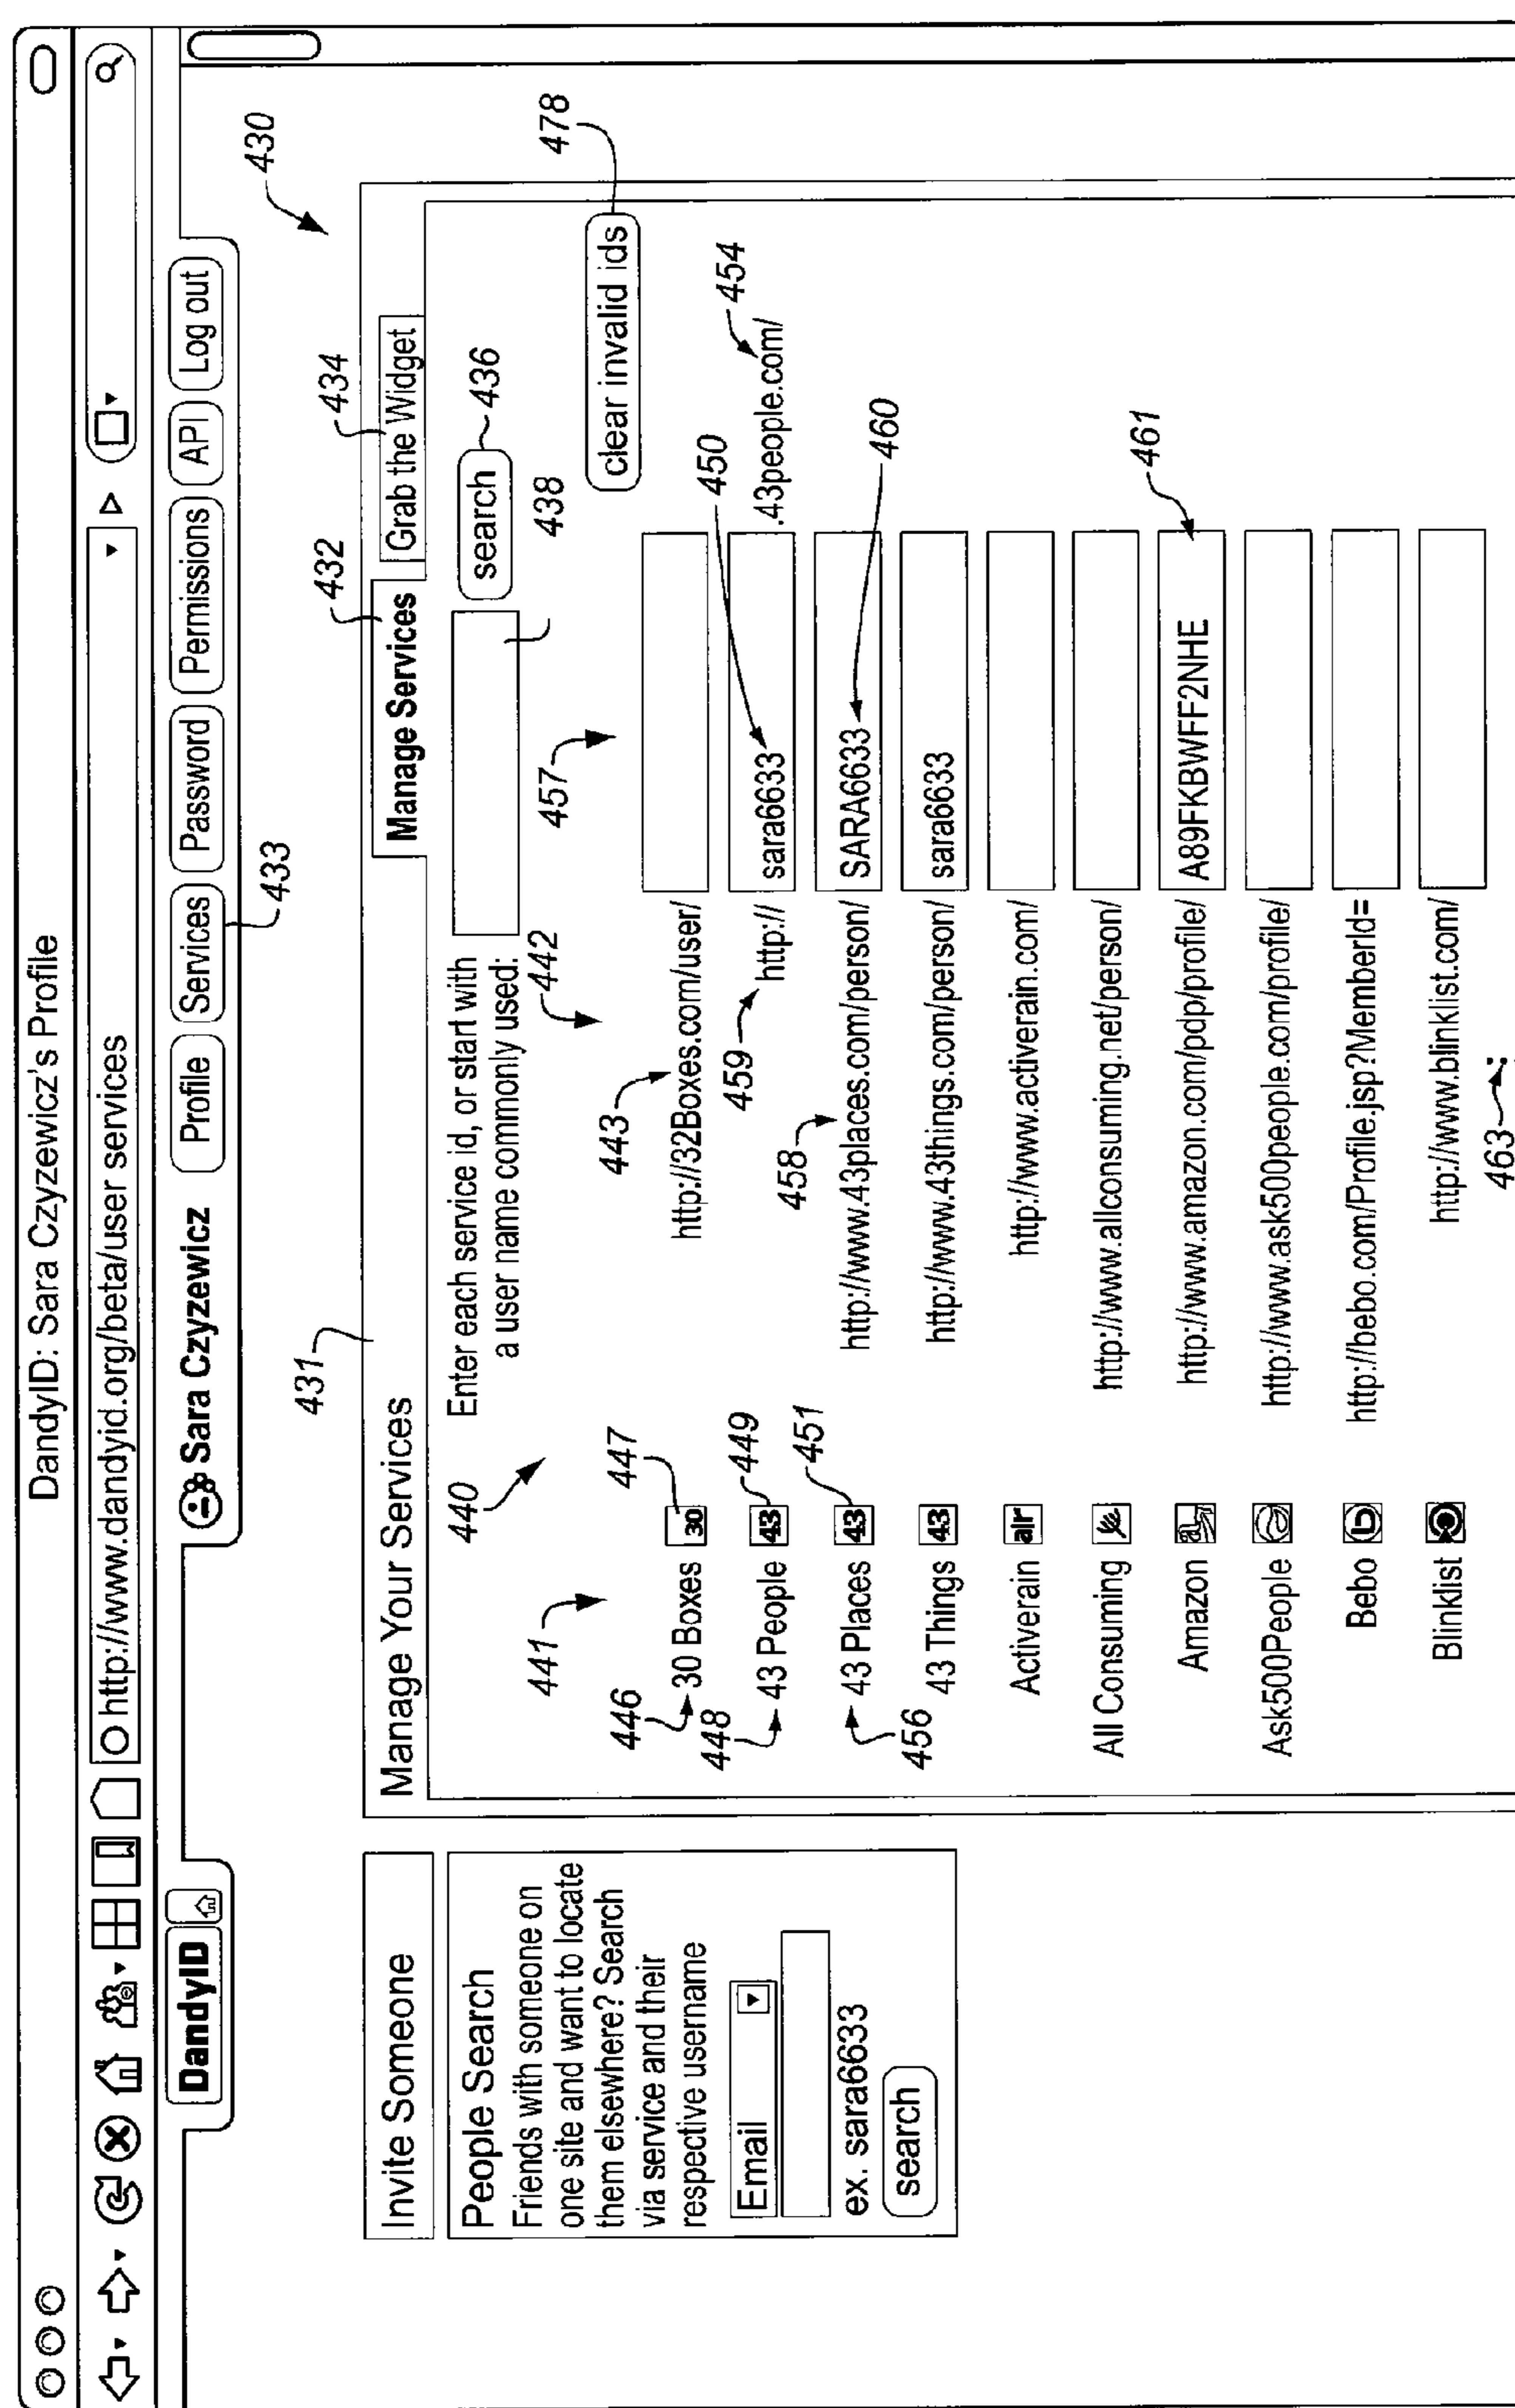 DandyID: Sara Czyzewicz's Profile
http://www.dandyid.org/beta/user services
DandyID
Sara Czyzewicz
Profile
Services
Password
Permissions
API
Log out
433
430
431
432
434
Invite Someone
People Search
Friends with someone on
one site and want to locate
them elsewhere? Search
via service and their
respective username
Email
ex. sara6633
search
Manage Your Services
Manage Services
Grab the Widget
440
Enter each service id, or start with
a user name commonly used:
search
436
438
442
457
478
clear invalid ids
441
447
443
446
30 Boxes
30
http://32Boxes.com/user/
459
450
454
448
43 People
43
449
http://
sara6633
.43people.com/
458
451
456
43 Places
43
http://www.43places.com/person/
SARA6633
460
43 Things
43
http://www.43things.com/person/
sara6633
Activerain
http://www.activerain.com/
All Consuming
http://www.allconsuming.net/person/
461
Amazon
a
http://www.amazon.com/pdp/profile/
A89FKBWFF2NHE
Ask500People
http://www.ask500people.com/profile/
Bebo
b
http://bebo.com/Profile.jsp?MemberId=
Blinklist
http://www.blinklist.com/
463